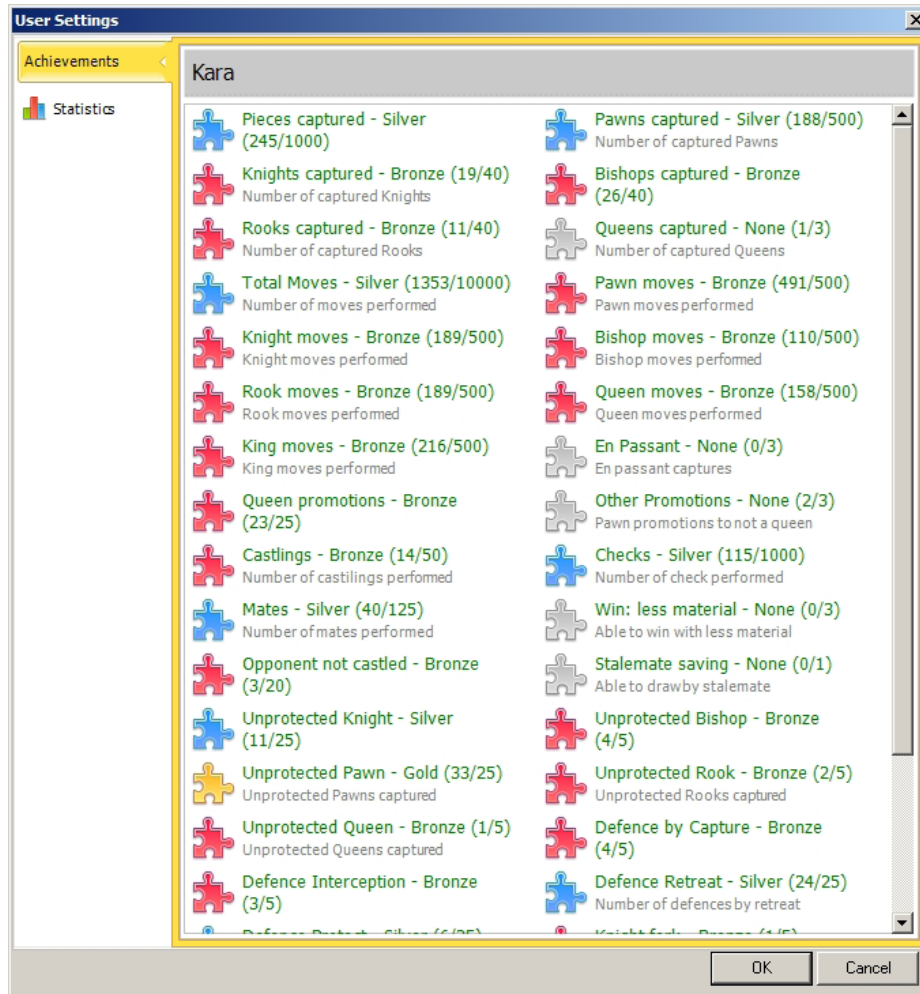 User Settings
Achievements
Statistics
Kara
Pieces captured - Silver
(245/1000)
Pawns captured - Silver (188/500)
Number of captured Pawns
Knights captured - Bronze (19/40)
Number of captured Knights
Bishops captured - Bronze
(26/40)
Rooks captured - Bronze (11/40)
Number of captured Rooks
Queens captured - None (1/3)
Number of captured Queens
Total Moves - Silver (1353/10000)
Number of moves performed
Pawn moves - Bronze (491/500)
Pawn moves performed
Knight moves - Bronze (189/500)
Knight moves performed
Bishop moves - Bronze (110/500)
Bishop moves performed
Rook moves - Bronze (189/500)
Rook moves performed
Queen moves - Bronze (158/500)
Queen moves performed
King moves - Bronze (216/500)
King moves performed
En Passant - None (0/3)
En passant captures
Queen promotions - Bronze
(23/25)
Other Promotions - None (2/3)
Pawn promotions to not a queen
Castlings - Bronze (14/50)
Number of castilings performed
Checks - Silver (115/1000)
Number of check performed
Mates - Silver (40/125)
Number of mates performed
Win: less material - None (0/3)
Able to win with less material
Opponent not castled - Bronze
(3/20)
Stalemate saving - None (0/1)
Able to draw by stalemate
Unprotected Knight - Silver
(11/25)
Unprotected Bishop - Bronze
(4/5)
Unprotected Pawn - Gold (33/25)
Unprotected Pawns captured
Unprotected Rook - Bronze (2/5)
Unprotected Rooks captured
Unprotected Queen - Bronze (1/5)
Unprotected Queens captured
Defence by Capture - Bronze
(4/5)
Defence Interception - Bronze
(3/5)
Defence Retreat - Silver (24/25)
Number of defences by retreat
Defence Protect - Silver (6/25)
Knight fork - Bronze (1/5)
OK
Cancel